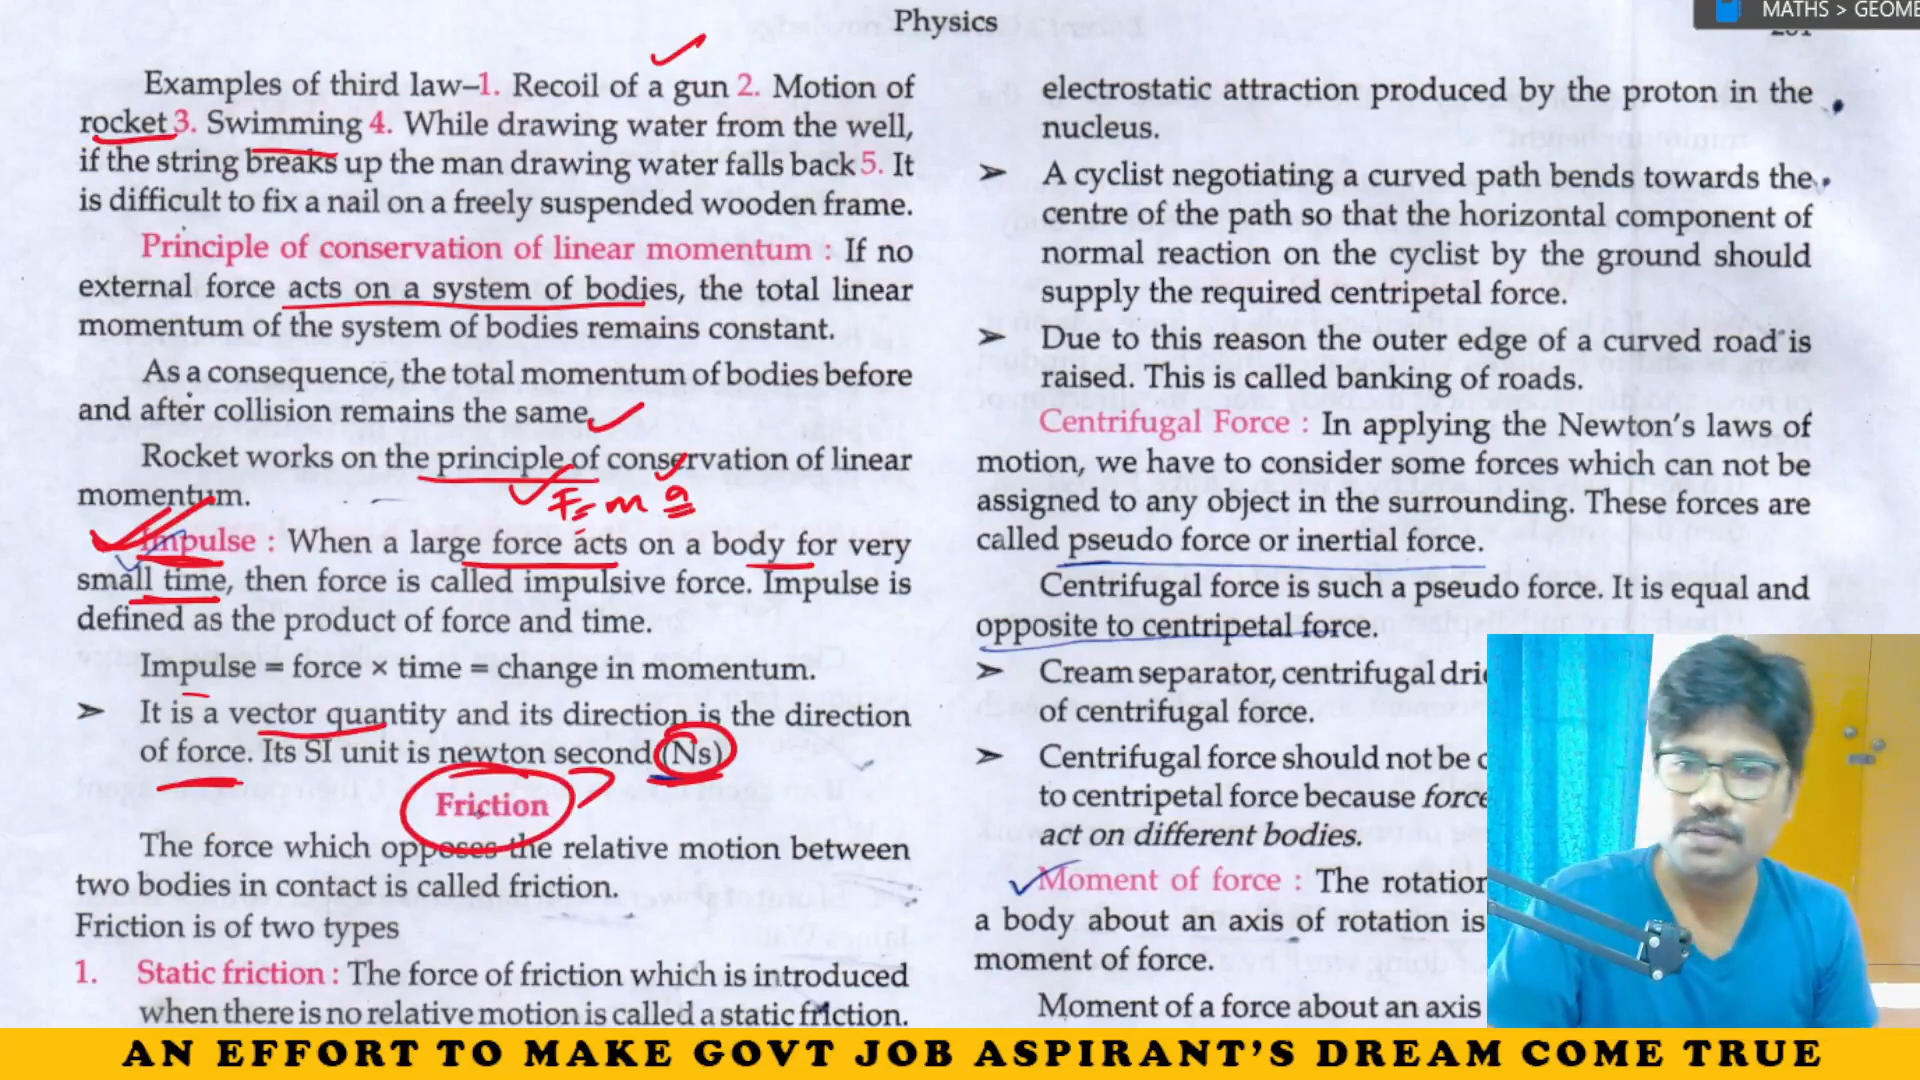 Physics
MATHS > GEOME
Examples of third law–1. Recoil of a gun 2. Motion of
rocket 3. Swimming 4. While drawing water from the well,
if the string breaks up the man drawing water falls back 5. It
is difficult to fix a nail on a freely suspended wooden frame.
Principle of conservation of linear momentum : If no
external force acts on a system of bodies, the total linear
momentum of the system of bodies remains constant.
As a consequence, the total momentum of bodies before
and after collision remains the same.
Rocket works on the principle of conservation of linear
momentum.
F = m a
Impulse : When a large force acts on a body for very
small time, then force is called impulsive force. Impulse is
defined as the product of force and time.
Impulse = force × time = change in momentum.
➢ It is a vector quantity and its direction is the direction
of force. Its SI unit is newton second (Ns)
Friction
The force which opposes the relative motion between
two bodies in contact is called friction.
Friction is of two types
1. Static friction : The force of friction which is introduced
when there is no relative motion is called a static friction.
electrostatic attraction produced by the proton in the
nucleus.
➢ A cyclist negotiating a curved path bends towards the
centre of the path so that the horizontal component of
normal reaction on the cyclist by the ground should
supply the required centripetal force.
➢ Due to this reason the outer edge of a curved road is
raised. This is called banking of roads.
Centrifugal Force : In applying the Newton's laws of
motion, we have to consider some forces which can not be
assigned to any object in the surrounding. These forces are
called pseudo force or inertial force.
Centrifugal force is such a pseudo force. It is equal and
opposite to centripetal force.
➢ Cream separator, centrifugal drie
of centrifugal force.
➢ Centrifugal force should not be c
to centripetal force because force
act on different bodies.
Moment of force : The rotation
a body about an axis of rotation is
moment of force.
Moment of a force about an axis
AN EFFORT TO MAKE GOVT JOB ASPIRANT'S DREAM COME TRUE